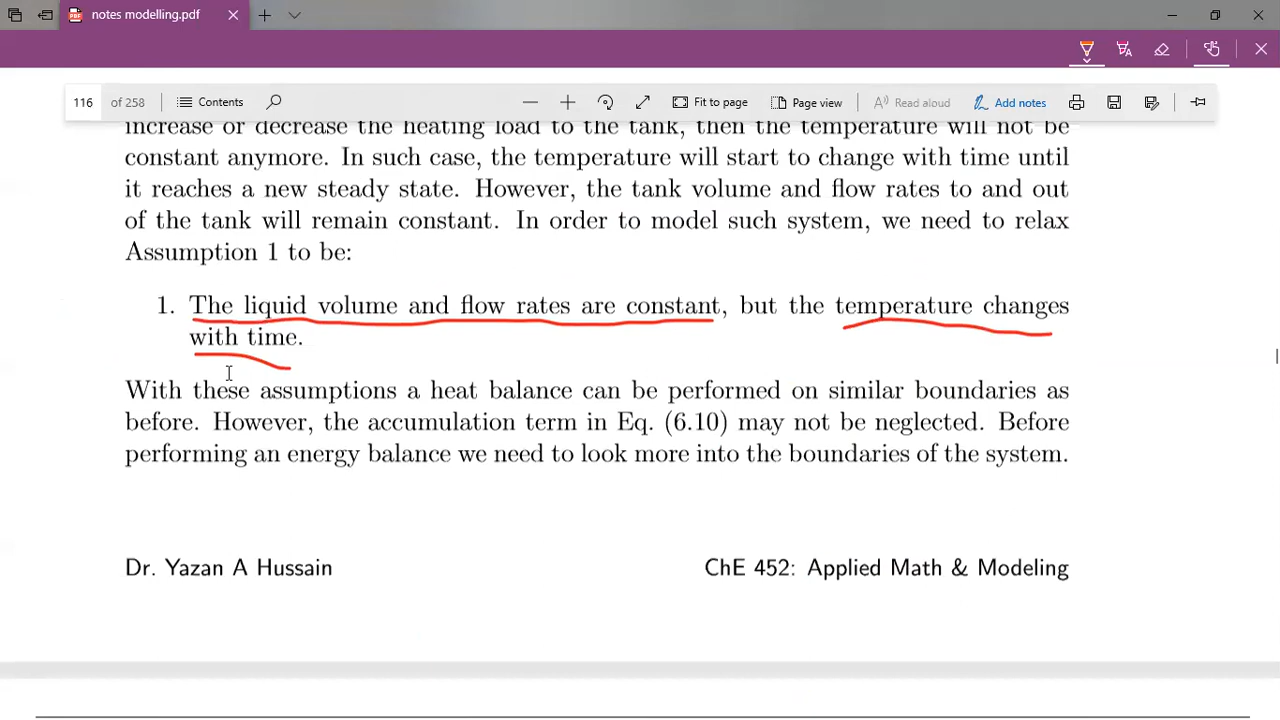 notes modelling.pdf
116 of 258 Contents Fit to page Page view Read aloud Add notes
increase or decrease the heating load to the tank, then the temperature will not be
constant anymore. In such case, the temperature will start to change with time until
it reaches a new steady state. However, the tank volume and flow rates to and out
of the tank will remain constant. In order to model such system, we need to relax
Assumption 1 to be:
1. The liquid volume and flow rates are constant, but the temperature changes
with time.
With these assumptions a heat balance can be performed on similar boundaries as
before. However, the accumulation term in Eq. (6.10) may not be neglected. Before
performing an energy balance we need to look more into the boundaries of the system.
Dr. Yazan A Hussain ChE 452: Applied Math & Modeling